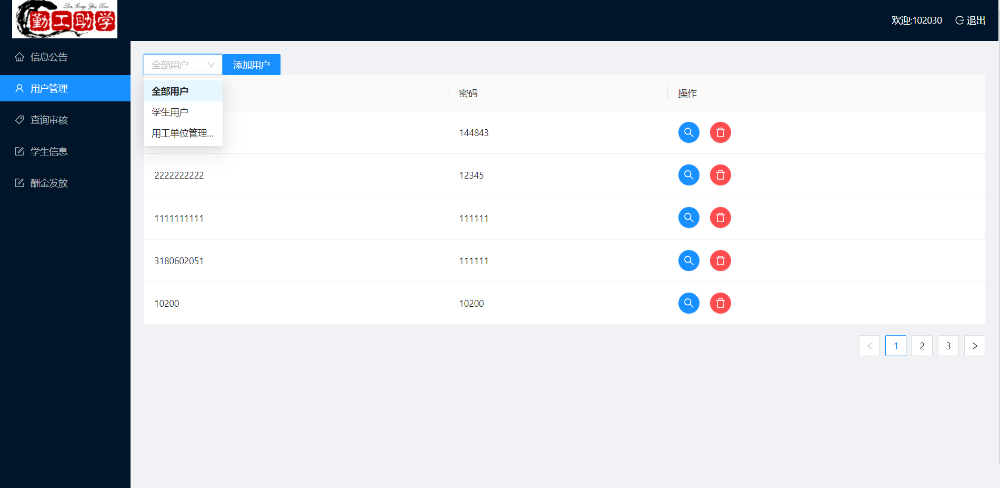 Qin Gong Zhu Xue
勤工助学
欢迎:102030
退出
信息公告
用户管理
查询审核
学生信息
酬金发放
全部用户
添加用户
全部用户
学生用户
用工单位管理...
密码
操作
144843
2222222222
12345
1111111111
111111
3180602051
111111
10200
10200
1
2
3